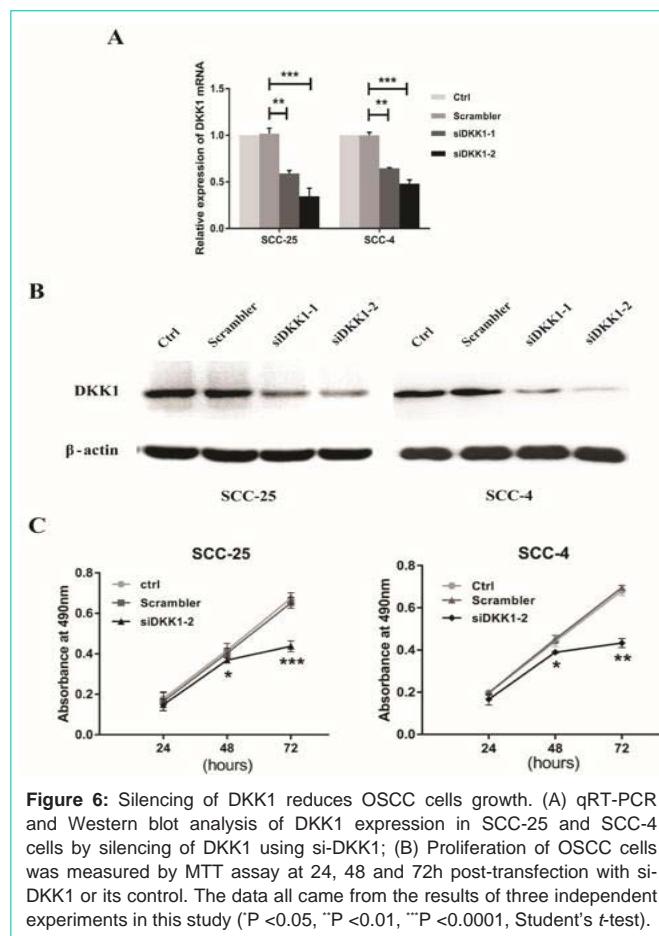 A
Relative expression of DKK1 mRNA
1.5
1.0
0.5
0.0
***
**
***
**
SCC-25
SCC-4
Ctrl
Scrambler
siDKK1-1
siDKK1-2
B
Ctrl
Scrambler
siDKK1-1
siDKK1-2
Ctrl
Scrambler
siDKK1-1
siDKK1-2
DKK1
β-actin
SCC-25
SCC-4
C
SCC-25
Absorbance at 490nm
0.8
0.6
0.4
0.2
0.0
ctrl
Scrambler
siDKK1-2
*
***
24
48
72
(hours)
SCC-4
Absorbance at 490nm
0.8
0.6
0.4
0.2
0.0
Ctrl
Scrambler
siDKK1-2
*
**
24
48
72
(hours)
Figure 6: Silencing of DKK1 reduces OSCC cells growth. (A) qRT-PCR
and Western blot analysis of DKK1 expression in SCC-25 and SCC-4
cells by silencing of DKK1 using si-DKK1; (B) Proliferation of OSCC cells
was measured by MTT assay at 24, 48 and 72h post-transfection with si-
DKK1 or its control. The data all came from the results of three independent
experiments in this study (*P <0.05, **P <0.01, ***P <0.0001, Student's t-test).